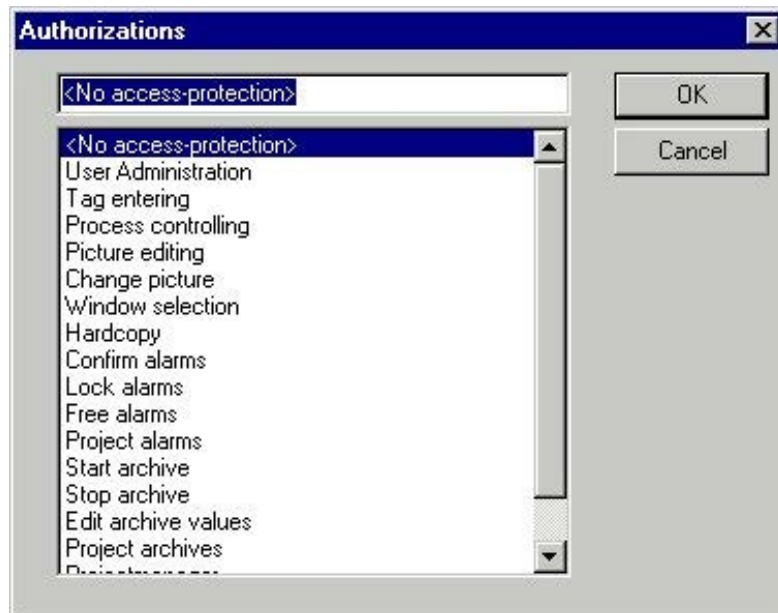 Authorizations
<No access-protection>
OK
<No access-protection>
Cancel
User Administration
Tag entering
Process controlling
Picture editing
Change picture
Window selection
Hardcopy
Confirm alarms
Lock alarms
Free alarms
Project alarms
Start archive
Stop archive
Edit archive values
Project archives